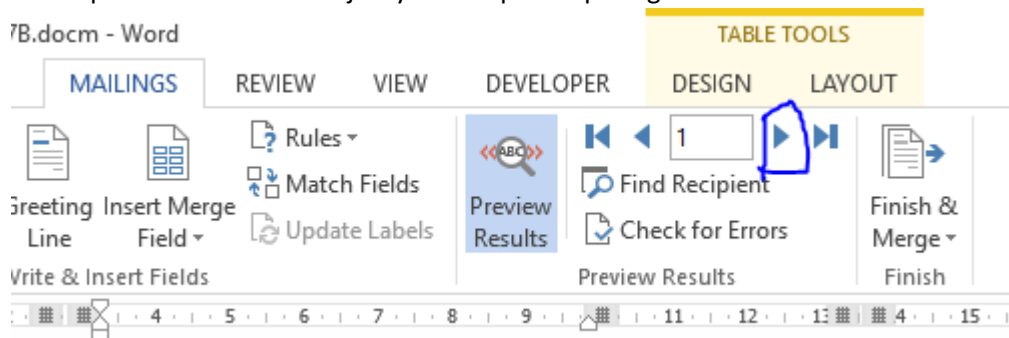 7B.docm - Word TABLE TOOLS
MAILINGS REVIEW VIEW DEVELOPER DESIGN LAYOUT
Rules
«ABC» 1
Match Fields Find Recipient
Greeting Insert Merge Preview Finish &
Line Field Update Labels Results Check for Errors Merge
Write & Insert Fields Preview Results Finish
4 5 6 7 8 9 11 12 13 4 15